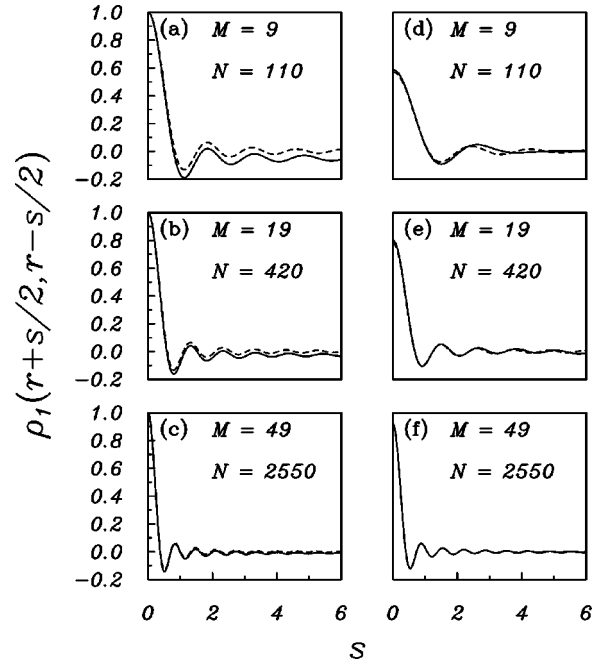 ρ₁(r+s/2,r−s/2)
1.0
0.8
0.6
0.4
0.2
0.0
−0.2
(a) M = 9
N = 110
(d) M = 9
N = 110
1.0
0.8
0.6
0.4
0.2
0.0
−0.2
(b) M = 19
N = 420
(e) M = 19
N = 420
1.0
0.8
0.6
0.4
0.2
0.0
−0.2
(c) M = 49
N = 2550
(f) M = 49
N = 2550
0 2 4 6 0 2 4 6
S